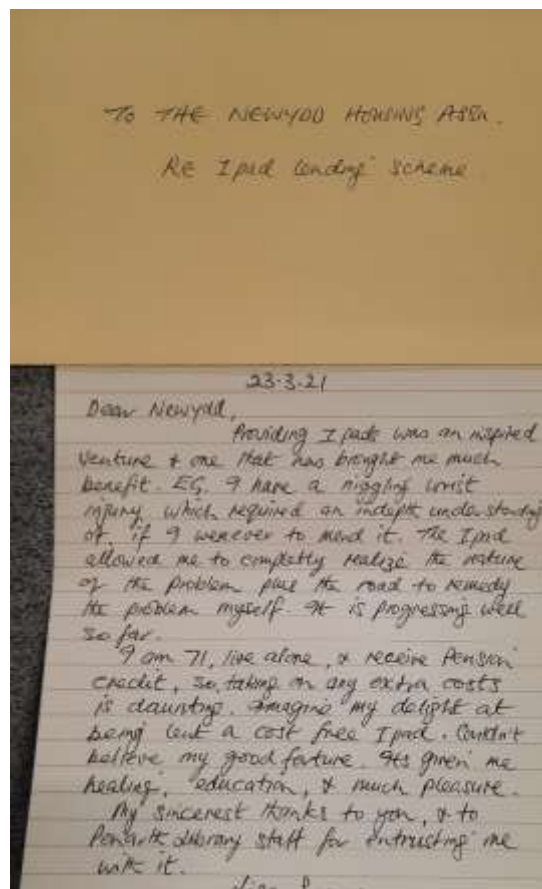 To THE NEWYDD HOUSING ASSN.
RE I pad lending scheme
23.3.21
Dear Newydd,
Providing I pads was an inspired
venture & one that has brought me much
benefit. EG. I have a niggling wrist
injury, which required an indepth understanding
of, if I were ever to mend it. The I pad
allowed me to completly realize the nature
of the problem plus the road to remedy
the problem myself. It is progressing well
so far.
I am 71, live alone, & receive Pension
credit, so, taking on any extra costs
is daunting. Imagine my delight at
being lent a cost free I pad. Couldn't
believe my good fortune. Its given me
healing, education, & much pleasure.
My sincerest thanks to you, & to
Penarth Library staff for entrusting me
with it.